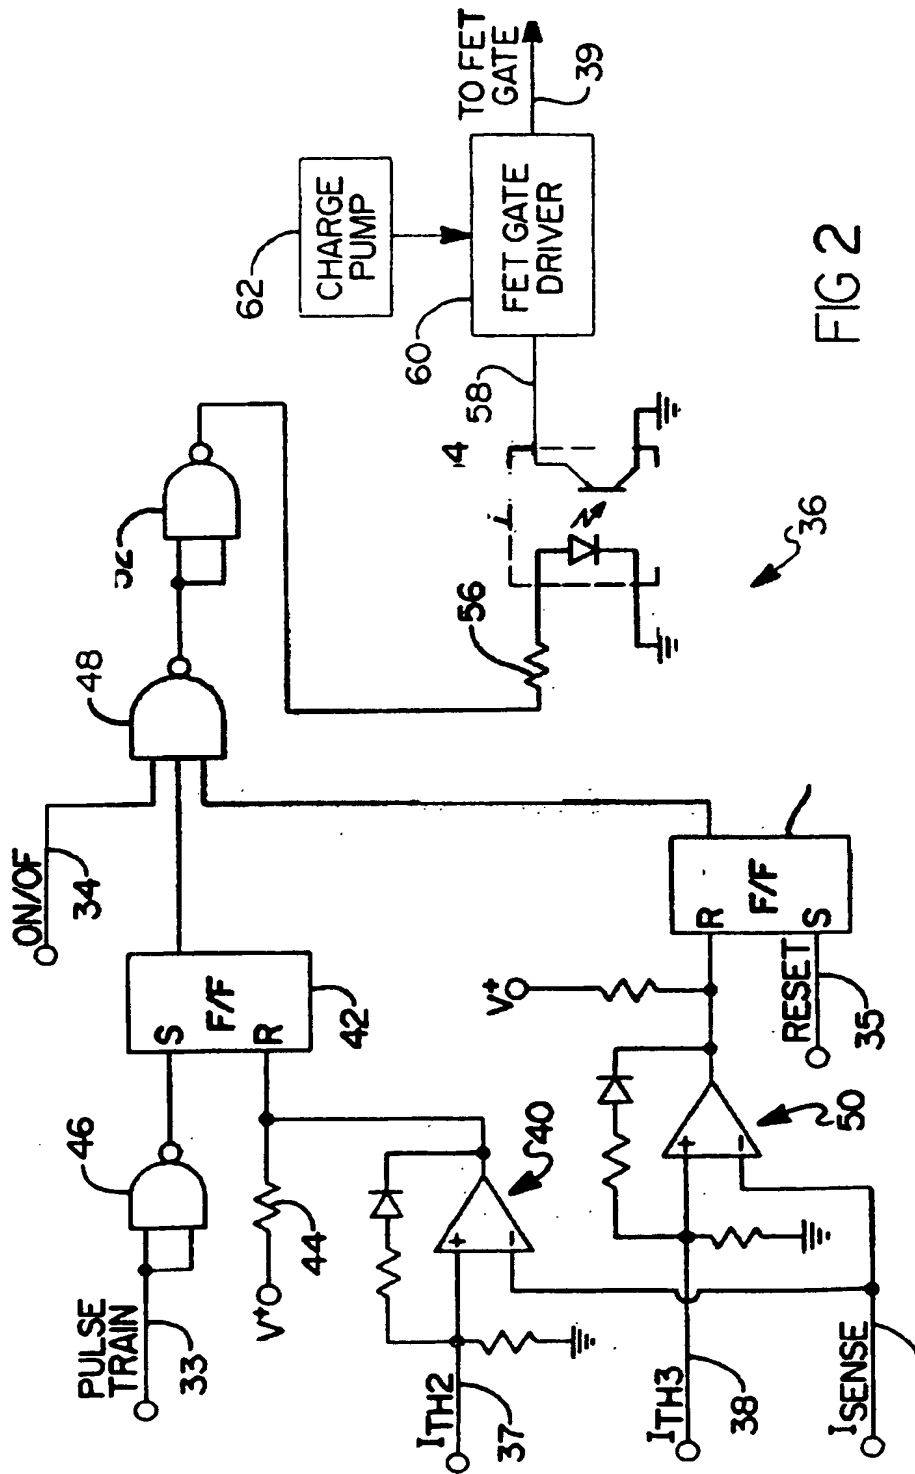 ON/OF
34
PULSE
TRAIN
33
46
S
F/F
R
42
V+
44
48
62
CHARGE
PUMP
60
FET GATE
DRIVER
TO FET
GATE
39
58
4
56
36
ITH2
37
+
-
40
V+
ITH3
38
+
-
50
ISENSE
R
F/F
S
RESET
35
FIG 2